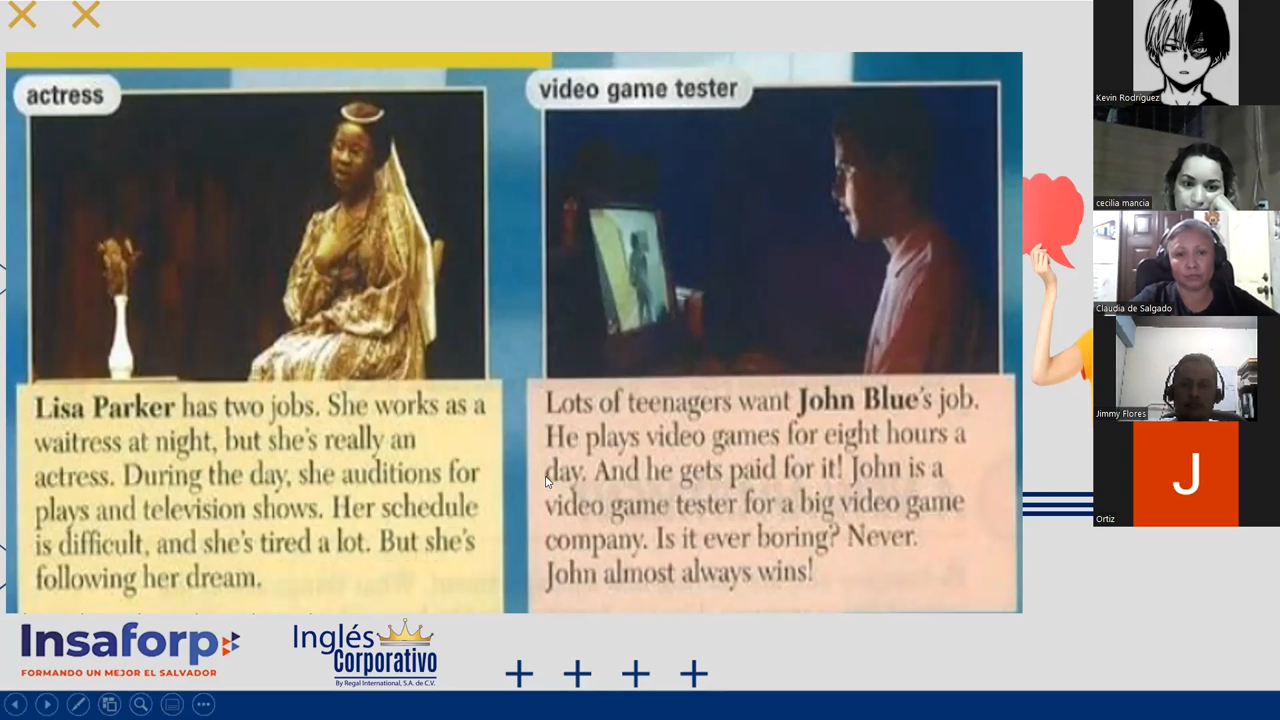 actress
Lisa Parker has two jobs. She works as a
waitress at night, but she's really an
actress. During the day, she auditions for
plays and television shows. Her schedule
is difficult, and she's tired a lot. But she's
following her dream.
video game tester
Lots of teenagers want John Blue's job.
He plays video games for eight hours a
day. And he gets paid for it! John is a
video game tester for a big video game
company. Is it ever boring? Never.
John almost always wins!
Insaforp
FORMANDO UN MEJOR EL SALVADOR
Inglés
Corporativo
By Regal International, S.A. de C.V.
Kevin Rodríguez
cecilia mancia
Claudia de Salgado
Jimmy Flores
J
Ortiz